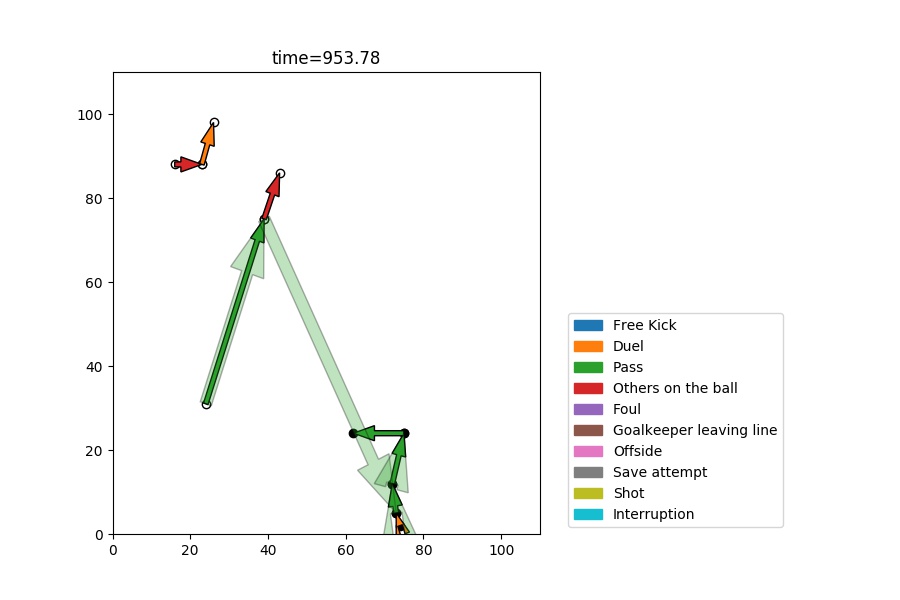 time=953.78
100
80
60
40
20
0
0 20 40 60 80 100
Free Kick
Duel
Pass
Others on the ball
Foul
Goalkeeper leaving line
Offside
Save attempt
Shot
Interruption